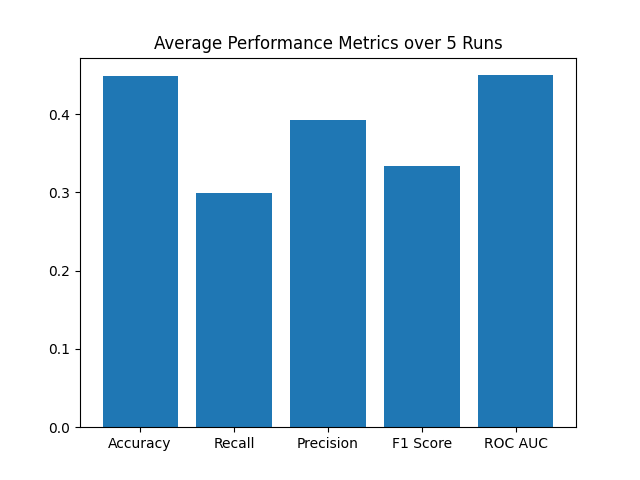 Average Performance Metrics over 5 Runs
0.4
0.3
0.2
0.1
0.0
Accuracy Recall Precision F1 Score ROC AUC